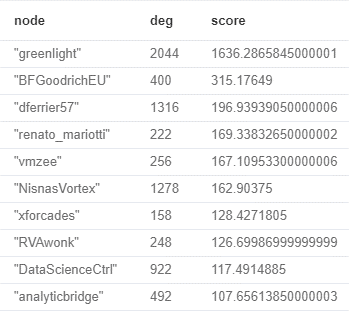 node deg score
"greenlight" 2044 1636.2865845000001
"BFGoodrichEU" 400 315.17649
"dferrier57" 1316 196.93939050000006
"renato_mariotti" 222 169.33832650000002
"vmzee" 256 167.10953300000006
"NisnasVortex" 1278 162.90375
"xforcades" 158 128.4271805
"RVAwonk" 248 126.69986999999999
"DataScienceCtrl" 922 117.4914885
"analyticbridge" 492 107.65613850000003